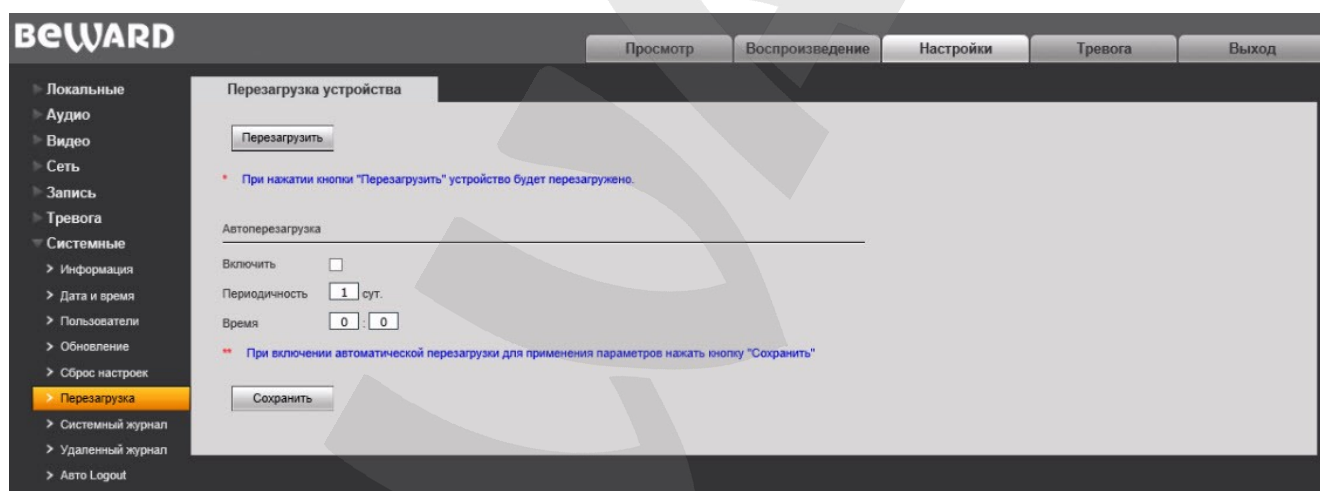 BEWARD
Просмотр Воспроизведение Настройки Тревога Выход
Локальные
Аудио
Видео
Сеть
Запись
Тревога
Системные
Информация
Дата и время
Пользователи
Обновление
Сброс настроек
Перезагрузка
Системный журнал
Удаленный журнал
Авто Logout
Перезагрузка устройства
Перезагрузить
* При нажатии кнопки "Перезагрузить" устройство будет перезагружено.
Автоперезагрузка
Включить
Периодичность 1 сут.
Время 0 : 0
** При включении автоматической перезагрузки для применения параметров нажать кнопку "Сохранить"
Сохранить